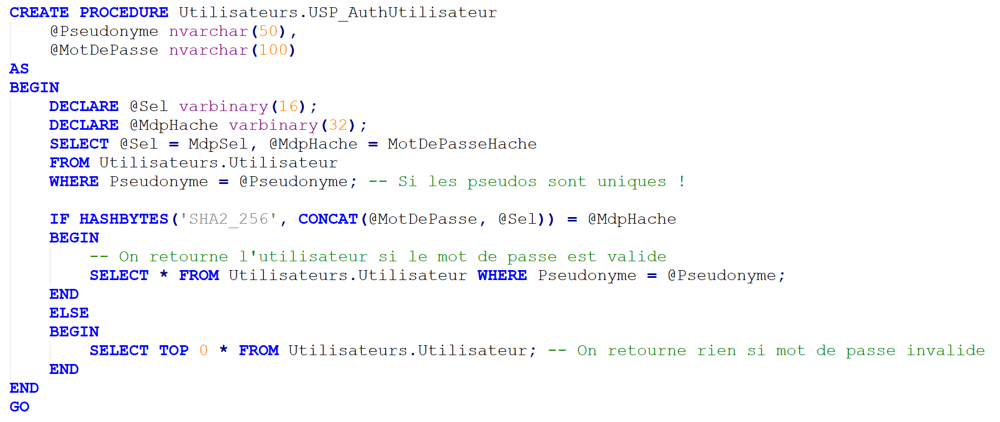 CREATE PROCEDURE Utilisateurs.USP_AuthUtilisateur
    @Pseudonyme nvarchar(50),
    @MotDePasse nvarchar(100)
AS
BEGIN
    DECLARE @Sel varbinary(16);
    DECLARE @MdpHache varbinary(32);
    SELECT @Sel = MdpSel, @MdpHache = MotDePasseHache
    FROM Utilisateurs.Utilisateur
    WHERE Pseudonyme = @Pseudonyme; -- Si les pseudos sont uniques !

    IF HASHBYTES('SHA2_256', CONCAT(@MotDePasse, @Sel)) = @MdpHache
    BEGIN
        -- On retourne l'utilisateur si le mot de passe est valide
        SELECT * FROM Utilisateurs.Utilisateur WHERE Pseudonyme = @Pseudonyme;
    END
    ELSE
    BEGIN
        SELECT TOP 0 * FROM Utilisateurs.Utilisateur; -- On retourne rien si mot de passe invalide
    END
END
GO